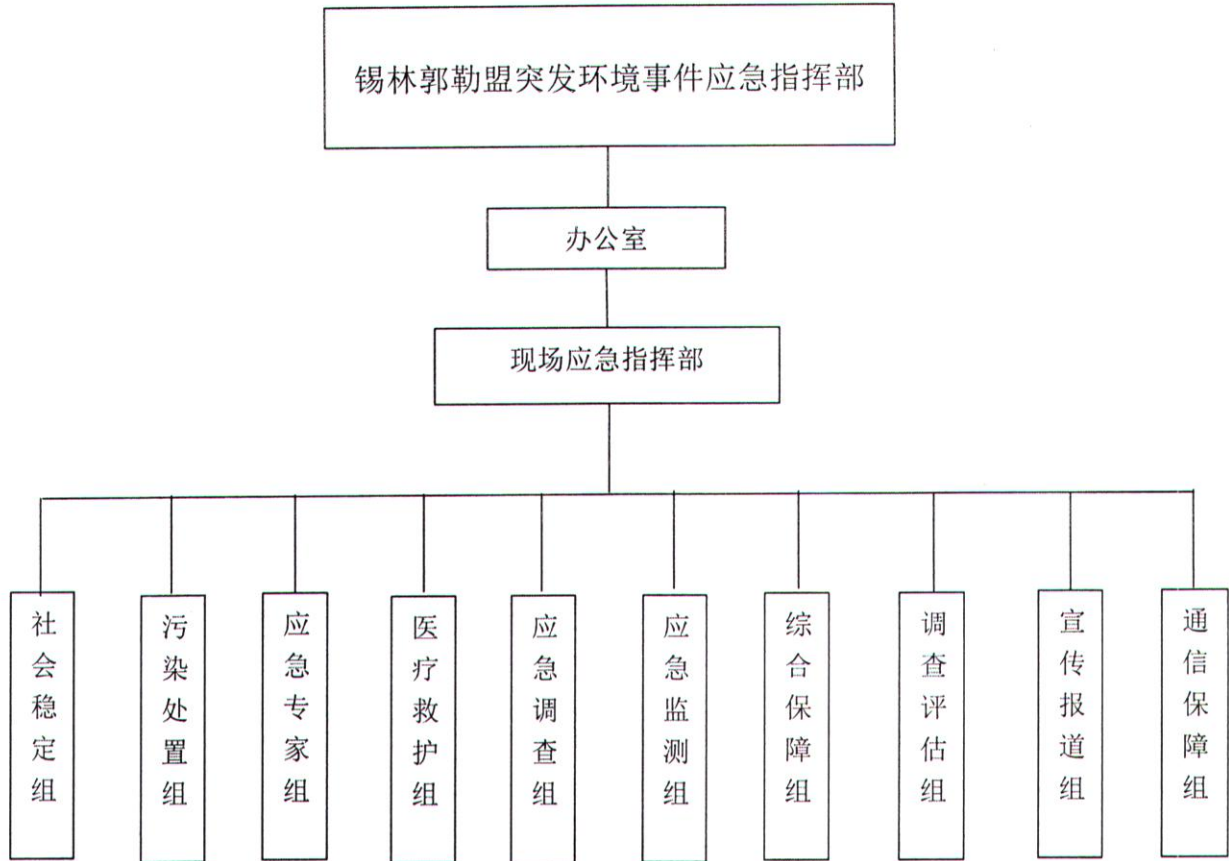 锡林郭勒盟突发环境事件应急指挥部
办公室
现场应急指挥部
社会稳定组
污染处置组
应急专家组
医疗救护组
应急调查组
应急监测组
综合保障组
调查评估组
宣传报道组
通信保障组